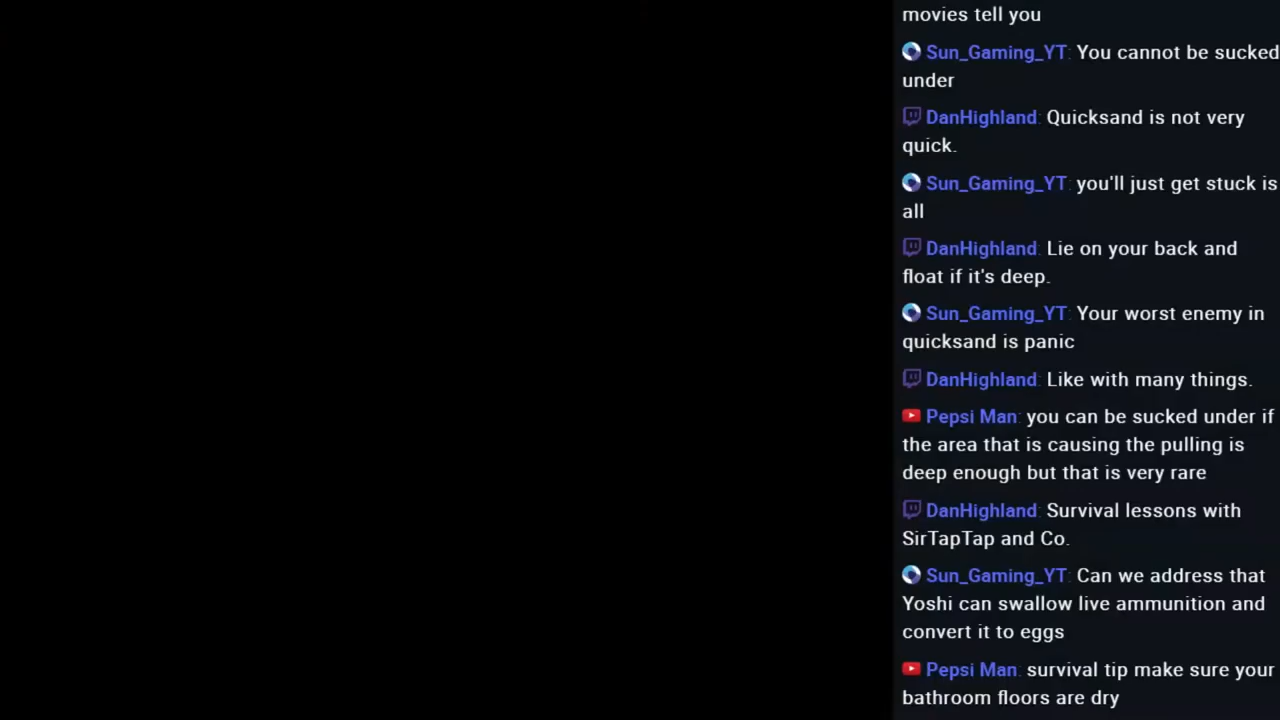 movies tell you
Sun_Gaming_YT: You cannot be sucked
under
DanHighland: Quicksand is not very
quick.
Sun_Gaming_YT: you'll just get stuck is
all
DanHighland: Lie on your back and
float if it's deep.
Sun_Gaming_YT: Your worst enemy in
quicksand is panic
DanHighland: Like with many things.
Pepsi Man: you can be sucked under if
the area that is causing the pulling is
deep enough but that is very rare
DanHighland: Survival lessons with
SirTapTap and Co.
Sun_Gaming_YT: Can we address that
Yoshi can swallow live ammunition and
convert it to eggs
Pepsi Man: survival tip make sure your
bathroom floors are dry